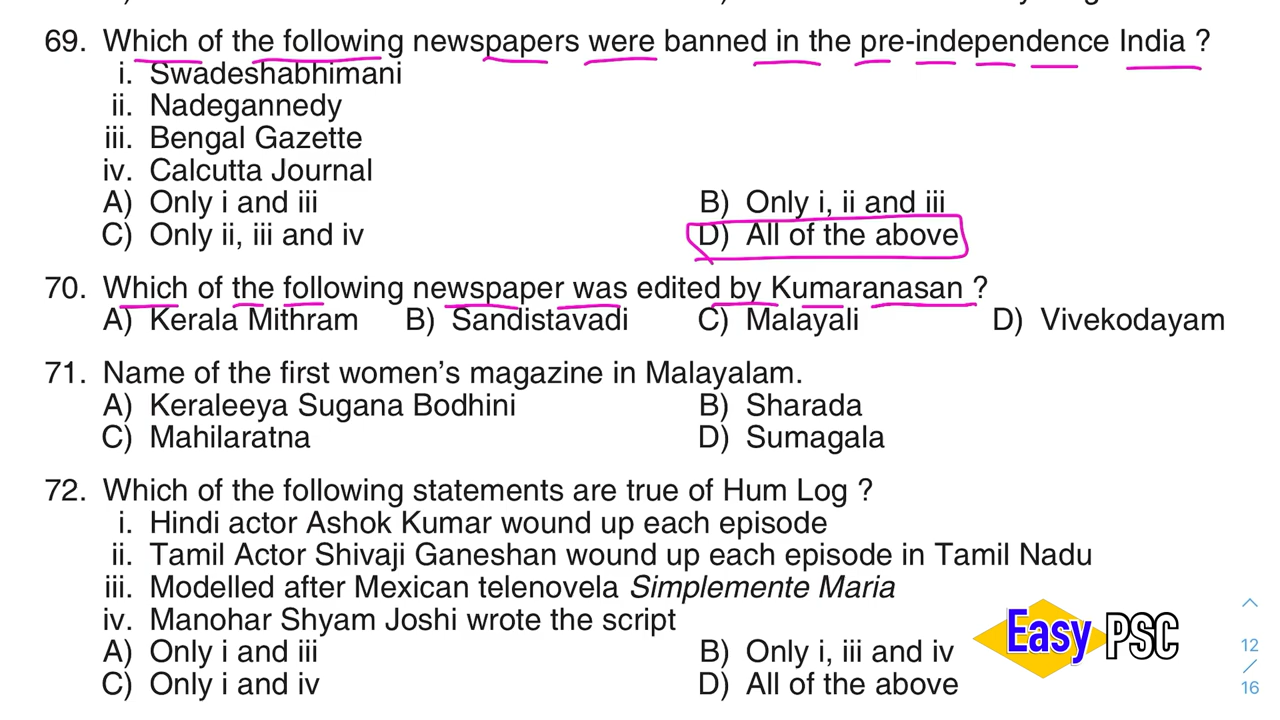 69. Which of the following newspapers were banned in the pre-independence India ?
i. Swadeshabhimani
ii. Nadegannedy
iii. Bengal Gazette
iv. Calcutta Journal
A) Only i and iii B) Only i, ii and iii
C) Only ii, iii and iv D) All of the above
70. Which of the following newspaper was edited by Kumaranasan ?
A) Kerala Mithram B) Sandistavadi C) Malayali D) Vivekodayam
71. Name of the first women's magazine in Malayalam.
A) Keraleeya Sugana Bodhini B) Sharada
C) Mahilaratna D) Sumagala
72. Which of the following statements are true of Hum Log ?
i. Hindi actor Ashok Kumar wound up each episode
ii. Tamil Actor Shivaji Ganeshan wound up each episode in Tamil Nadu
iii. Modelled after Mexican telenovela Simplemente Maria
iv. Manohar Shyam Joshi wrote the script
A) Only i and iii B) Only i, iii and iv
C) Only i and iv D) All of the above
Easy PSC
12
/
16